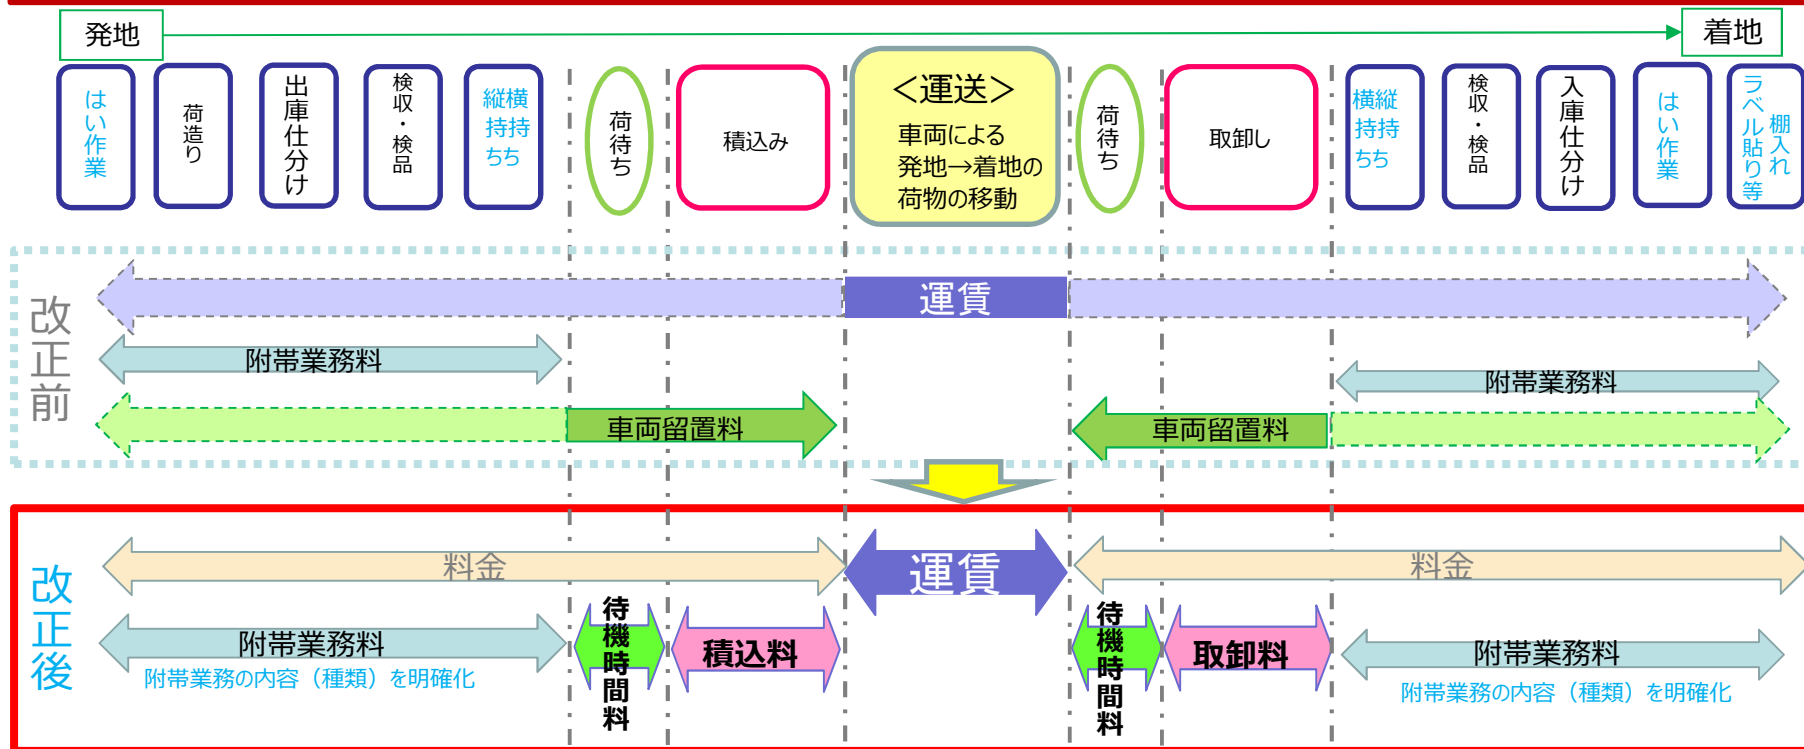 発地
着地
はい作業
荷造り
出庫仕分け
検収・検品
縦持ち
横持ち
荷待ち
積込み
＜運送＞
車両による
発地→着地の
荷物の移動
荷待ち
取卸し
横持ち
縦持ち
検収・検品
入庫仕分け
はい作業
ラベル貼り等
棚入れ
改正前
運賃
附帯業務料
附帯業務料
車両留置料
車両留置料
改正後
料金
運賃
料金
附帯業務料
附帯業務の内容（種類）を明確化
待機時間料
積込料
待機時間料
取卸料
附帯業務料
附帯業務の内容（種類）を明確化